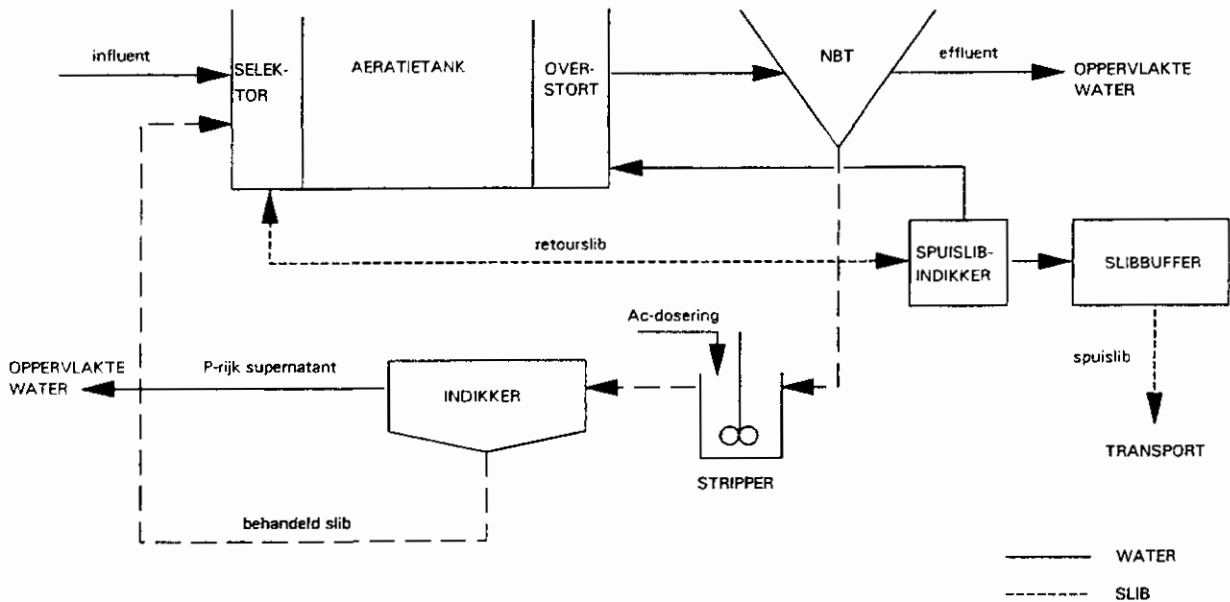 influent
SELEK-
TOR
AERATIETANK
OVER-
STORT
NBT
effluent
OPPERVLAKTE
WATER
retourslib
SPUISLIB-
INDIKKER
SLIBBUFFER
Ac-dosering
spuislib
OPPERVLAKTE
WATER
P-rijk supernatant
INDIKKER
STRIPPER
TRANSPORT
behandeld slib
WATER
SLIB